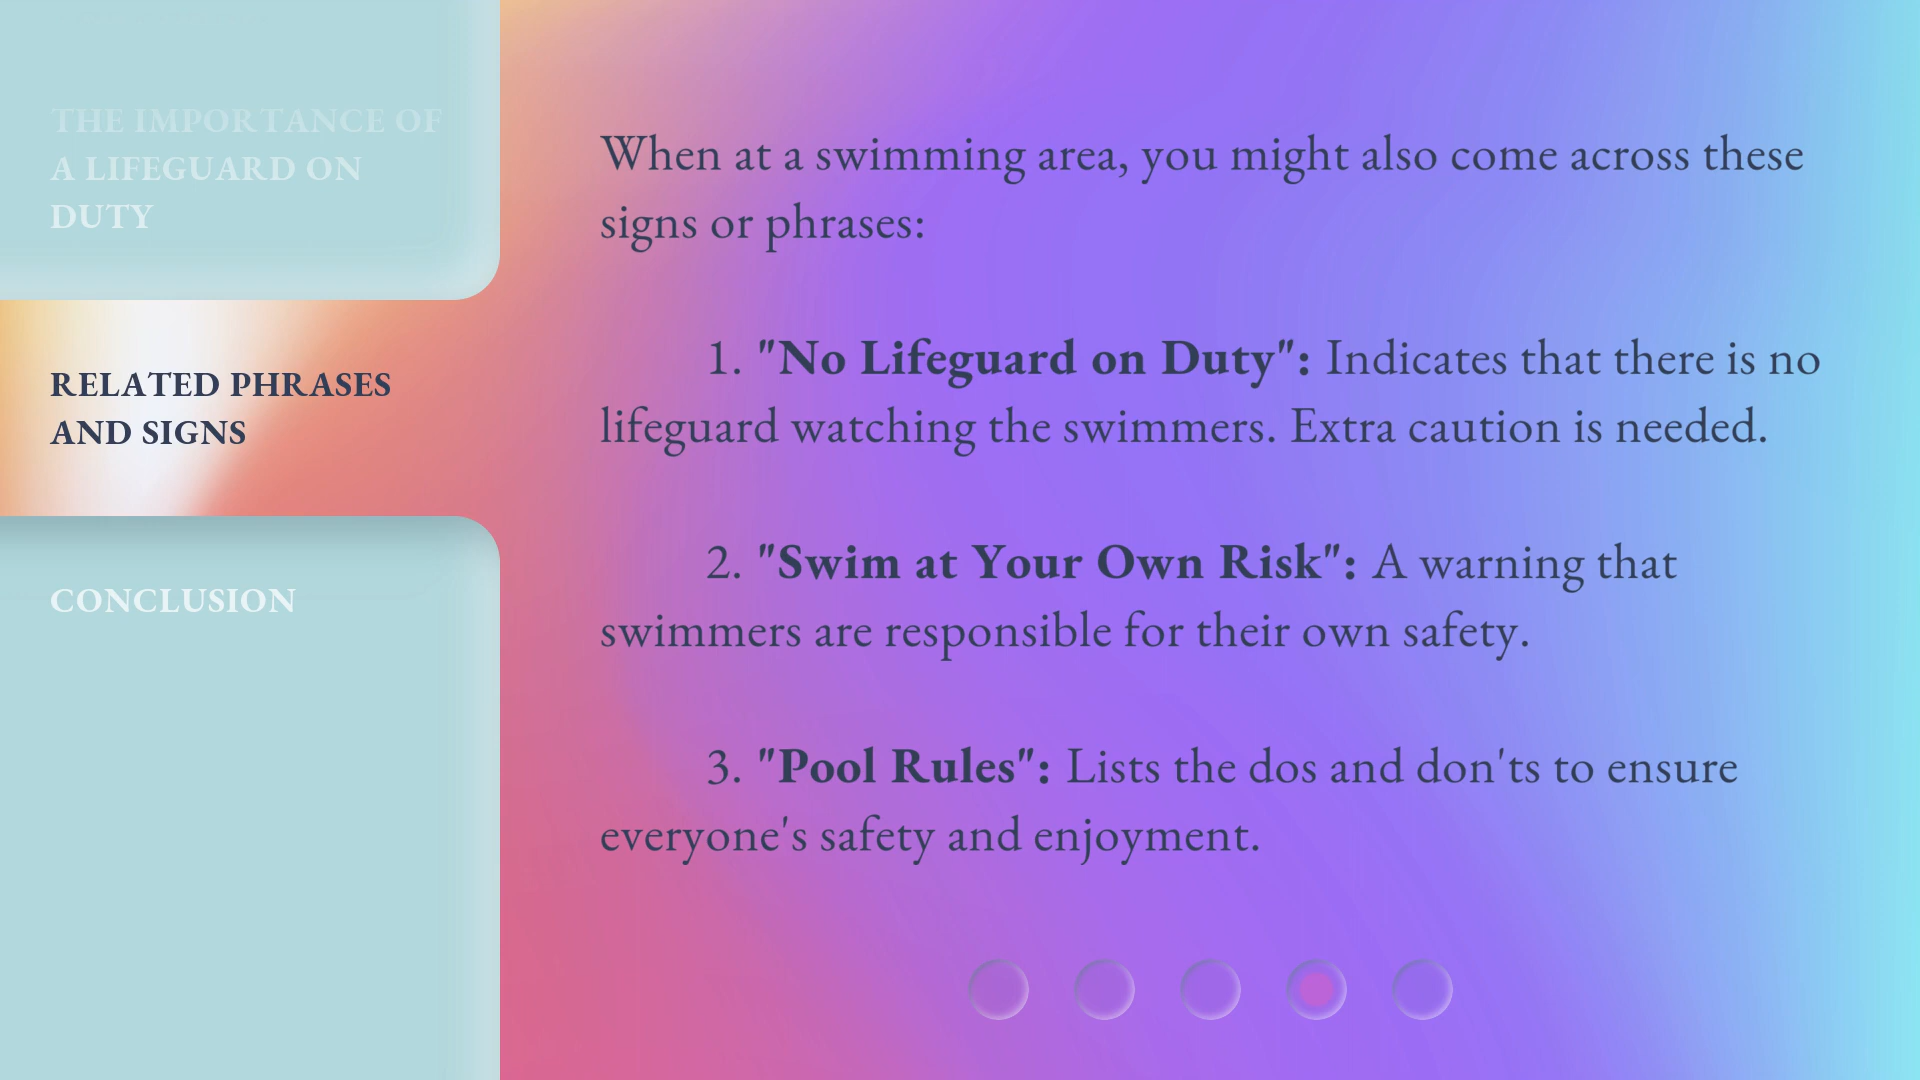 THE IMPORTANCE OF
A LIFEGUARD ON
DUTY
RELATED PHRASES
AND SIGNS
CONCLUSION
When at a swimming area, you might also come across these
signs or phrases:
1. "No Lifeguard on Duty": Indicates that there is no
lifeguard watching the swimmers. Extra caution is needed.
2. "Swim at Your Own Risk": A warning that
swimmers are responsible for their own safety.
3. "Pool Rules": Lists the dos and don'ts to ensure
everyone's safety and enjoyment.